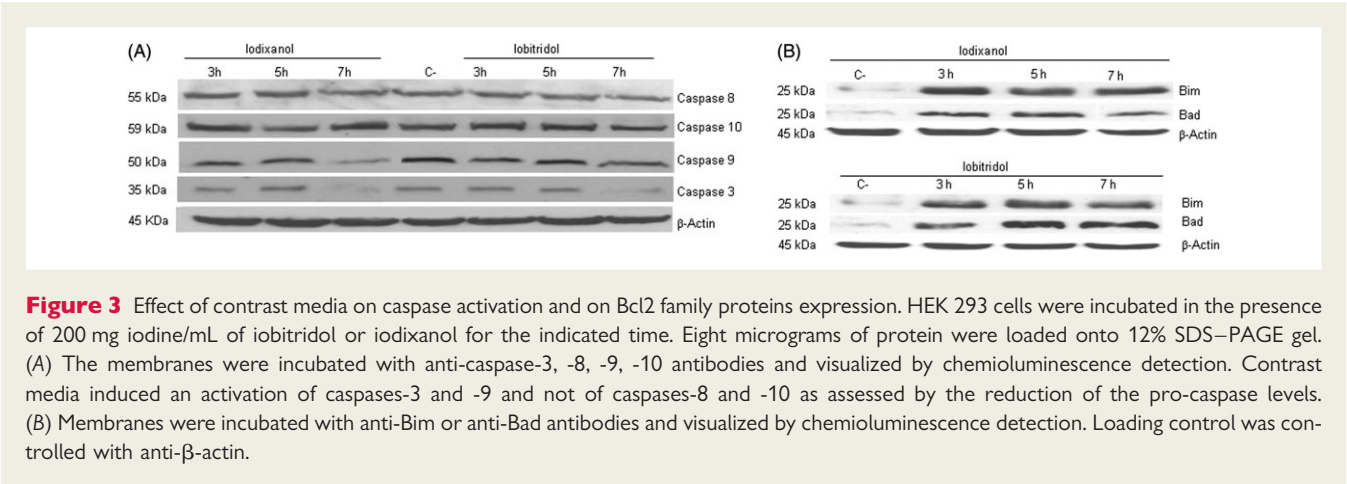 (A)
Iodixanol
Iobitridol
3h 5h 7h C- 3h 5h 7h
55 kDa Caspase 8
59 kDa Caspase 10
50 kDa Caspase 9
35 kDa Caspase 3
45 KDa β-Actin
(B)
Iodixanol
C- 3 h 5 h 7 h
25 kDa Bim
25 kDa Bad
45 kDa β-Actin
Iobitridol
C- 3 h 5 h 7 h
25 kDa Bim
25 kDa Bad
45 kDa β-Actin
Figure 3 Effect of contrast media on caspase activation and on Bcl2 family proteins expression. HEK 293 cells were incubated in the presence
of 200 mg iodine/mL of iobitridol or iodixanol for the indicated time. Eight micrograms of protein were loaded onto 12% SDS–PAGE gel.
(A) The membranes were incubated with anti-caspase-3, -8, -9, -10 antibodies and visualized by chemioluminescence detection. Contrast
media induced an activation of caspases-3 and -9 and not of caspases-8 and -10 as assessed by the reduction of the pro-caspase levels.
(B) Membranes were incubated with anti-Bim or anti-Bad antibodies and visualized by chemioluminescence detection. Loading control was con-
trolled with anti-β-actin.